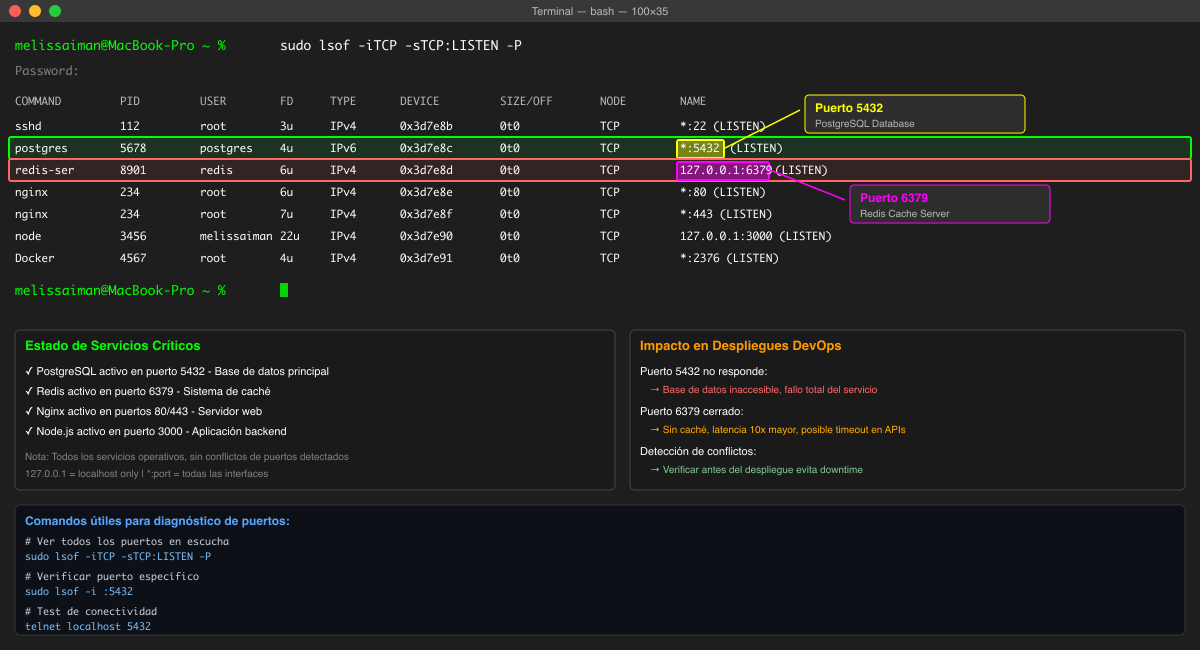 Terminal — bash — 100×35
melissaiman@MacBook-Pro ~ % sudo lsof -iTCP -sTCP:LISTEN -P
Password:
COMMAND PID USER FD TYPE DEVICE SIZE/OFF NODE NAME
sshd 112 root 3u IPv4 0x3d7e8b 0t0 TCP *:22 (LISTEN)
Puerto 5432
PostgreSQL Database
postgres 5678 postgres 4u IPv6 0x3d7e8c 0t0 TCP *:5432 (LISTEN)
redis-ser 8901 redis 6u IPv4 0x3d7e8d 0t0 TCP 127.0.0.1:6379 (LISTEN)
nginx 234 root 6u IPv4 0x3d7e8e 0t0 TCP *:80 (LISTEN)
Puerto 6379
Redis Cache Server
nginx 234 root 7u IPv4 0x3d7e8f 0t0 TCP *:443 (LISTEN)
node 3456 melissaiman 22u IPv4 0x3d7e90 0t0 TCP 127.0.0.1:3000 (LISTEN)
Docker 4567 root 4u IPv4 0x3d7e91 0t0 TCP *:2376 (LISTEN)
melissaiman@MacBook-Pro ~ %
Estado de Servicios Críticos
✓ PostgreSQL activo en puerto 5432 - Base de datos principal
✓ Redis activo en puerto 6379 - Sistema de caché
✓ Nginx activo en puertos 80/443 - Servidor web
✓ Node.js activo en puerto 3000 - Aplicación backend
Nota: Todos los servicios operativos, sin conflictos de puertos detectados
127.0.0.1 = localhost only | *:port = todas las interfaces
Impacto en Despliegues DevOps
Puerto 5432 no responde:
→ Base de datos inaccesible, fallo total del servicio
Puerto 6379 cerrado:
→ Sin caché, latencia 10x mayor, posible timeout en APIs
Detección de conflictos:
→ Verificar antes del despliegue evita downtime
Comandos útiles para diagnóstico de puertos:
# Ver todos los puertos en escucha
sudo lsof -iTCP -sTCP:LISTEN -P
# Verificar puerto específico
sudo lsof -i :5432
# Test de conectividad
telnet localhost 5432